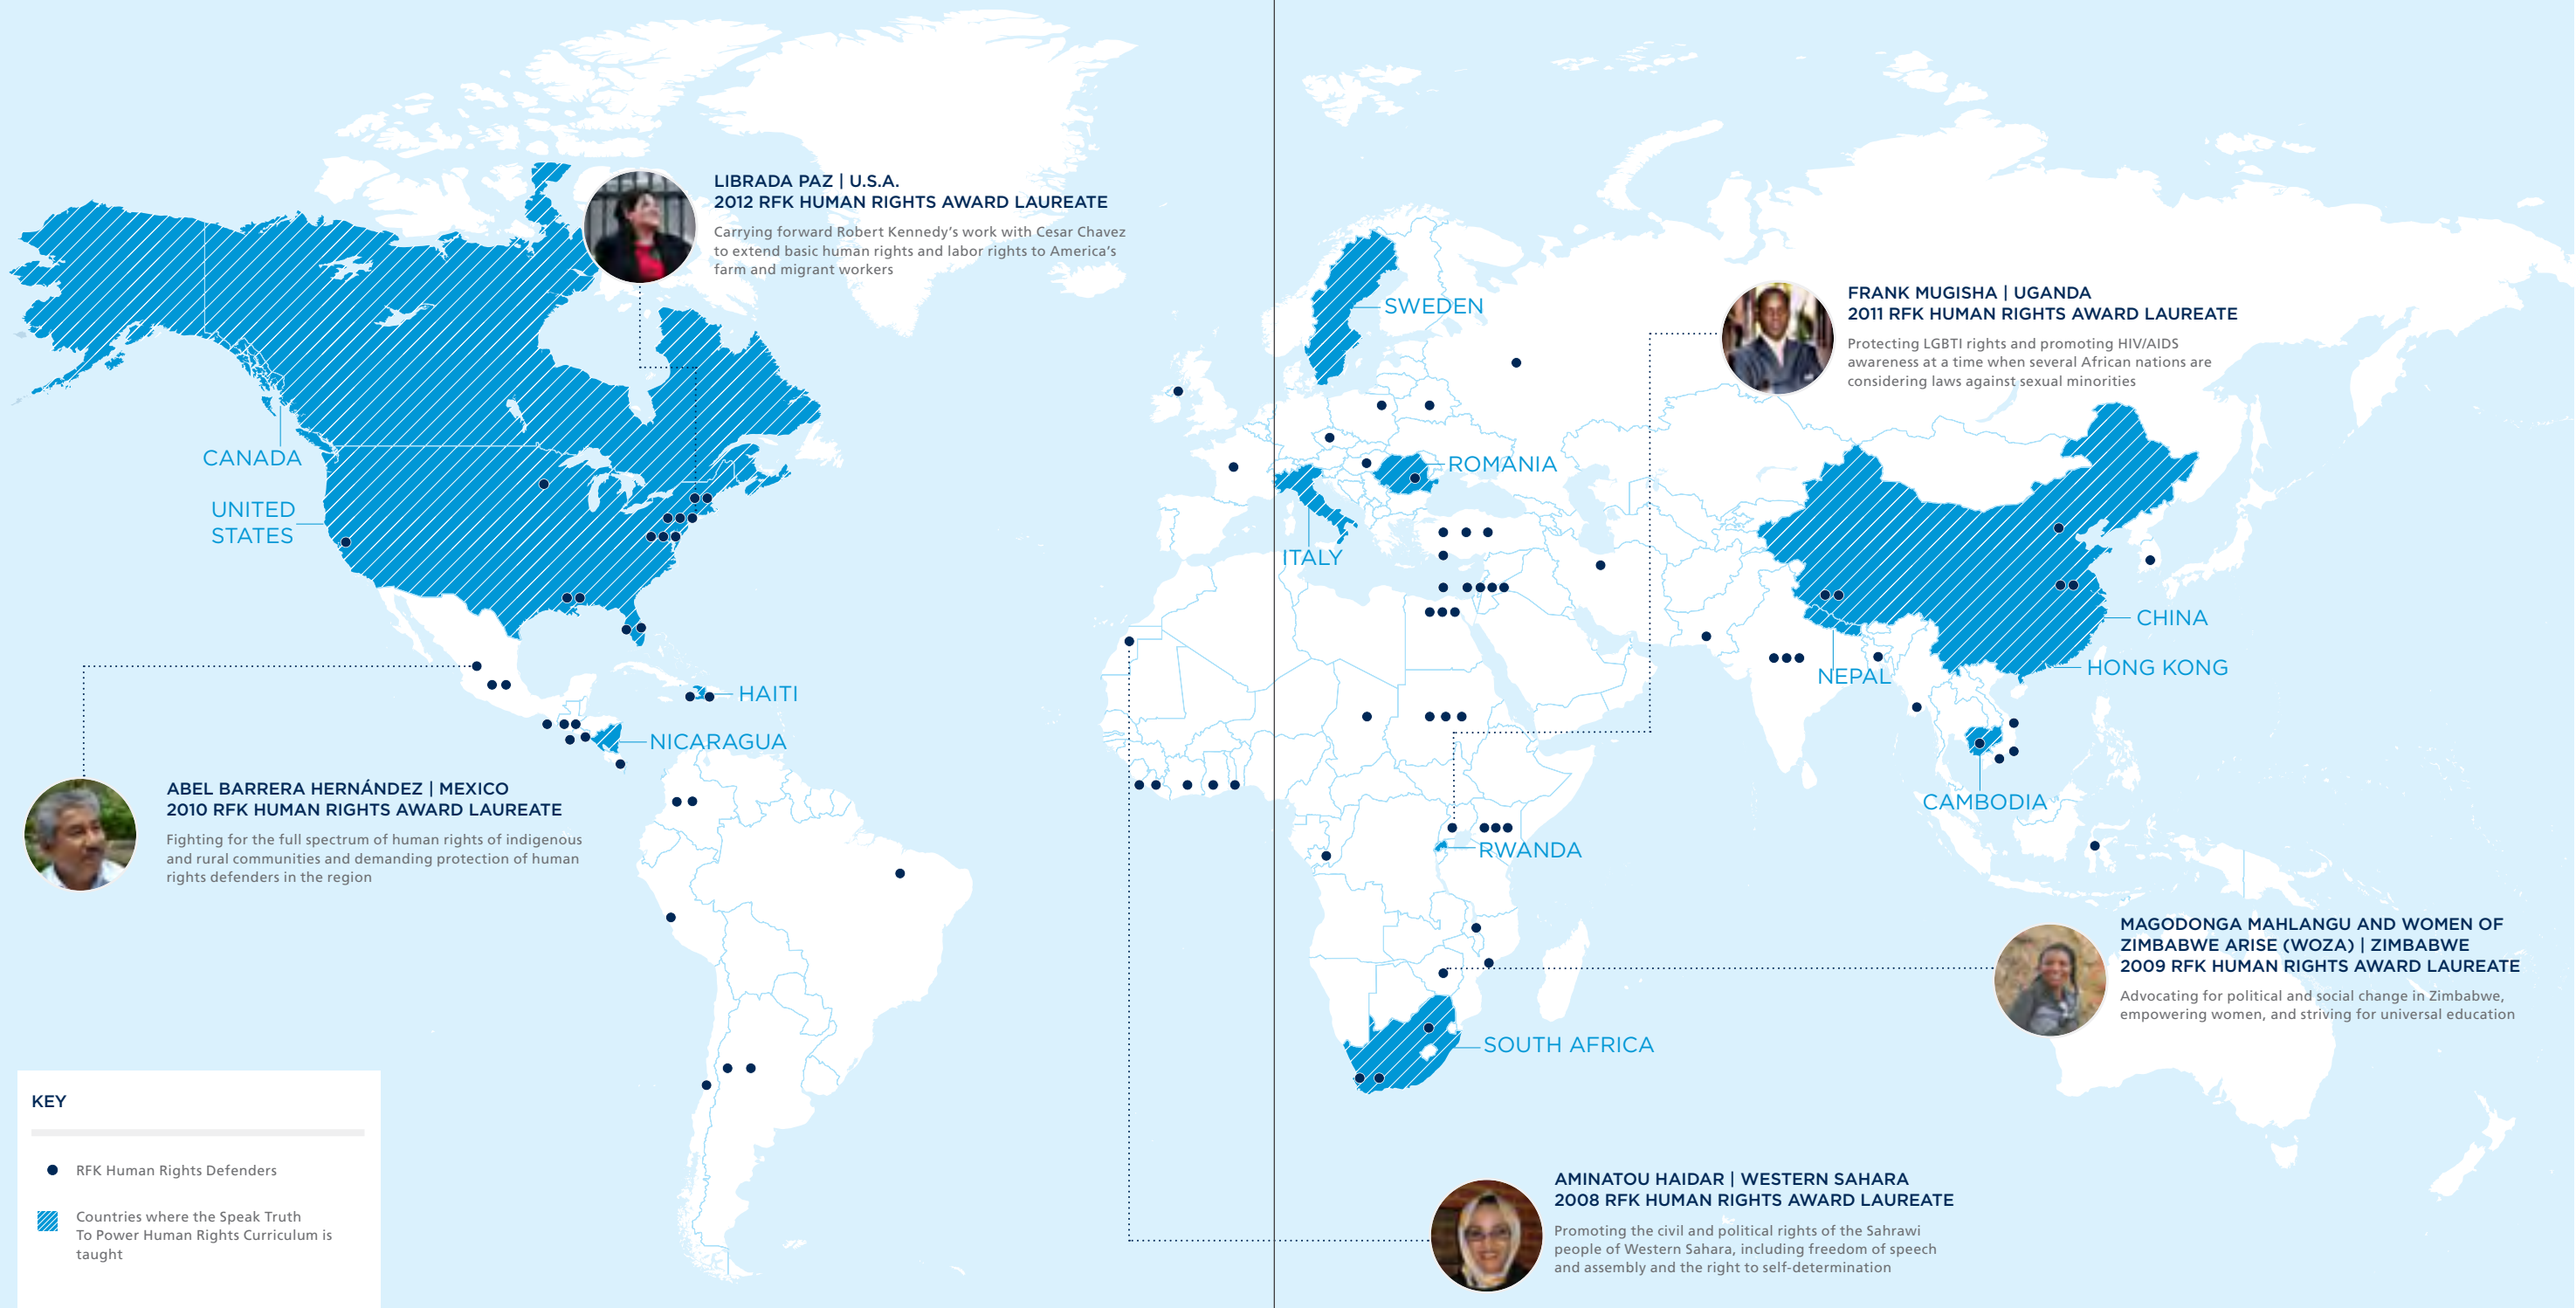 LIBRADA PAZ | U.S.A.
2012 RFK HUMAN RIGHTS AWARD LAUREATE
Carrying forward Robert Kennedy's work with Cesar Chavez
to extend basic human rights and labor rights to America's
farm and migrant workers
FRANK MUGISHA | UGANDA
2011 RFK HUMAN RIGHTS AWARD LAUREATE
Protecting LGBTI rights and promoting HIV/AIDS
awareness at a time when several African nations are
considering laws against sexual minorities
SWEDEN
CANADA
ROMANIA
UNITED
STATES
ITALY
CHINA
HONG KONG
NEPAL
HAITI
NICARAGUA
CAMBODIA
RWANDA
ABEL BARRERA HERNÁNDEZ | MEXICO
2010 RFK HUMAN RIGHTS AWARD LAUREATE
Fighting for the full spectrum of human rights of indigenous
and rural communities and demanding protection of human
rights defenders in the region
MAGODONGA MAHLANGU AND WOMEN OF
ZIMBABWE ARISE (WOZA) | ZIMBABWE
2009 RFK HUMAN RIGHTS AWARD LAUREATE
Advocating for political and social change in Zimbabwe,
empowering women, and striving for universal education
SOUTH AFRICA
KEY
RFK Human Rights Defenders
Countries where the Speak Truth
To Power Human Rights Curriculum is
taught
AMINATOU HAIDAR | WESTERN SAHARA
2008 RFK HUMAN RIGHTS AWARD LAUREATE
Promoting the civil and political rights of the Sahrawi
people of Western Sahara, including freedom of speech
and assembly and the right to self-determination